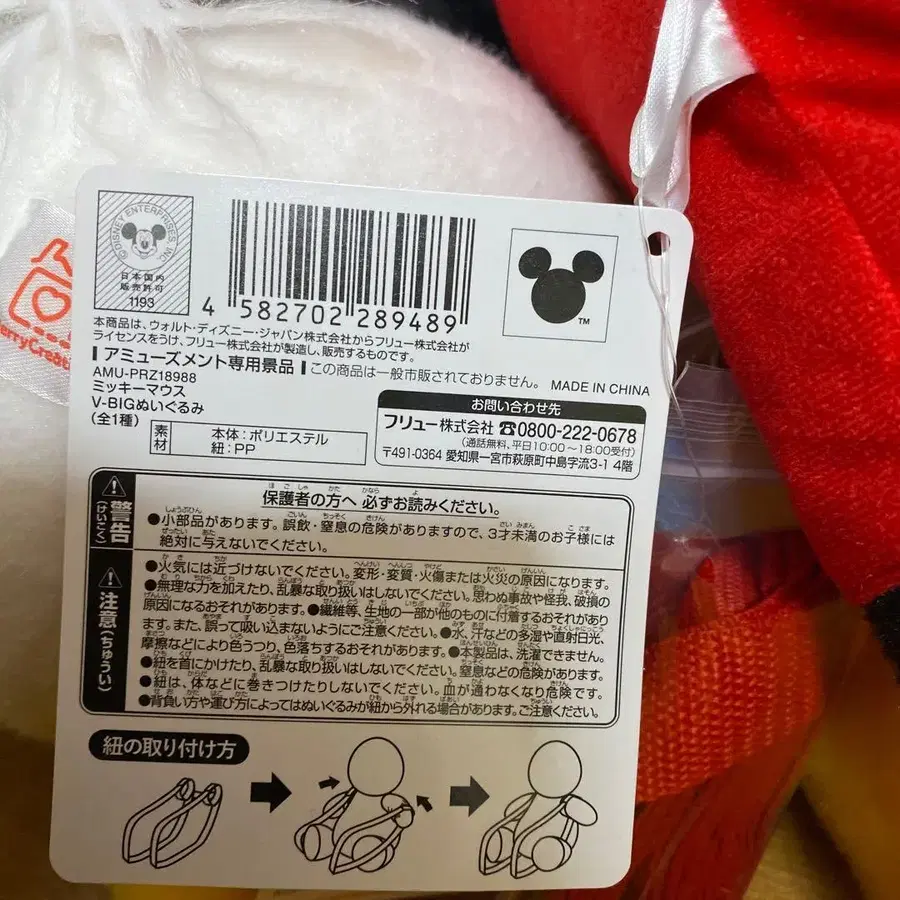 ©DISNEY ENTERPRISES, INC.
日本国内
販売許可
1193
4 582702 289489
TM
本商品は、ウォルト・ディズニー・ジャパン株式会社からフリュー株式会社が
ライセンスをうけ、フリュー株式会社が製造し、販売するものです。
アミューズメント専用景品 この商品は一般市販されておりません。 MADE IN CHINA
AMU-PRZ18988
ミッキーマウス
V-BIGぬいぐるみ
(全1種)
素材
本体:ポリエステル
紐:PP
お問い合わせ先
フリュー株式会社 ☎0800-222-0678
(通話無料、平日10:00~18:00受付)
〒491-0364 愛知県一宮市萩原町中島字流3-1 4階
警告
(けいこく)
保護者の方へ 必ずお読みください。
●小部品があります。誤飲・窒息の危険がありますので、3才未満のお子様には
絶対に与えないでください。
注意(ちゅうい)
●火気には近づけないでください。変形・変質・火傷または火災の原因になります。
●無理な力を加えたり、乱暴な取り扱いはしないでください。思わぬ事故や怪我、破損の
原因になるおそれがあります。●繊維等、生地の一部が他のものに付着するおそれがあり
ます。また、誤って吸い込まないようにご注意ください。●水、汗などの多湿や直射日光、
摩擦などにより色うつり、色落ちするおそれがあります。●本製品は、洗濯できません。
●紐を首にかけたり、乱暴な取り扱いはしないでください。窒息などの危険があります。
●紐は、体などに巻きつけたりしないでください。血が通わなくなり危険です。
●背負い方や運び方によってはぬいぐるみが紐から外れる場合があります。ご注意ください。
紐の取り付け方